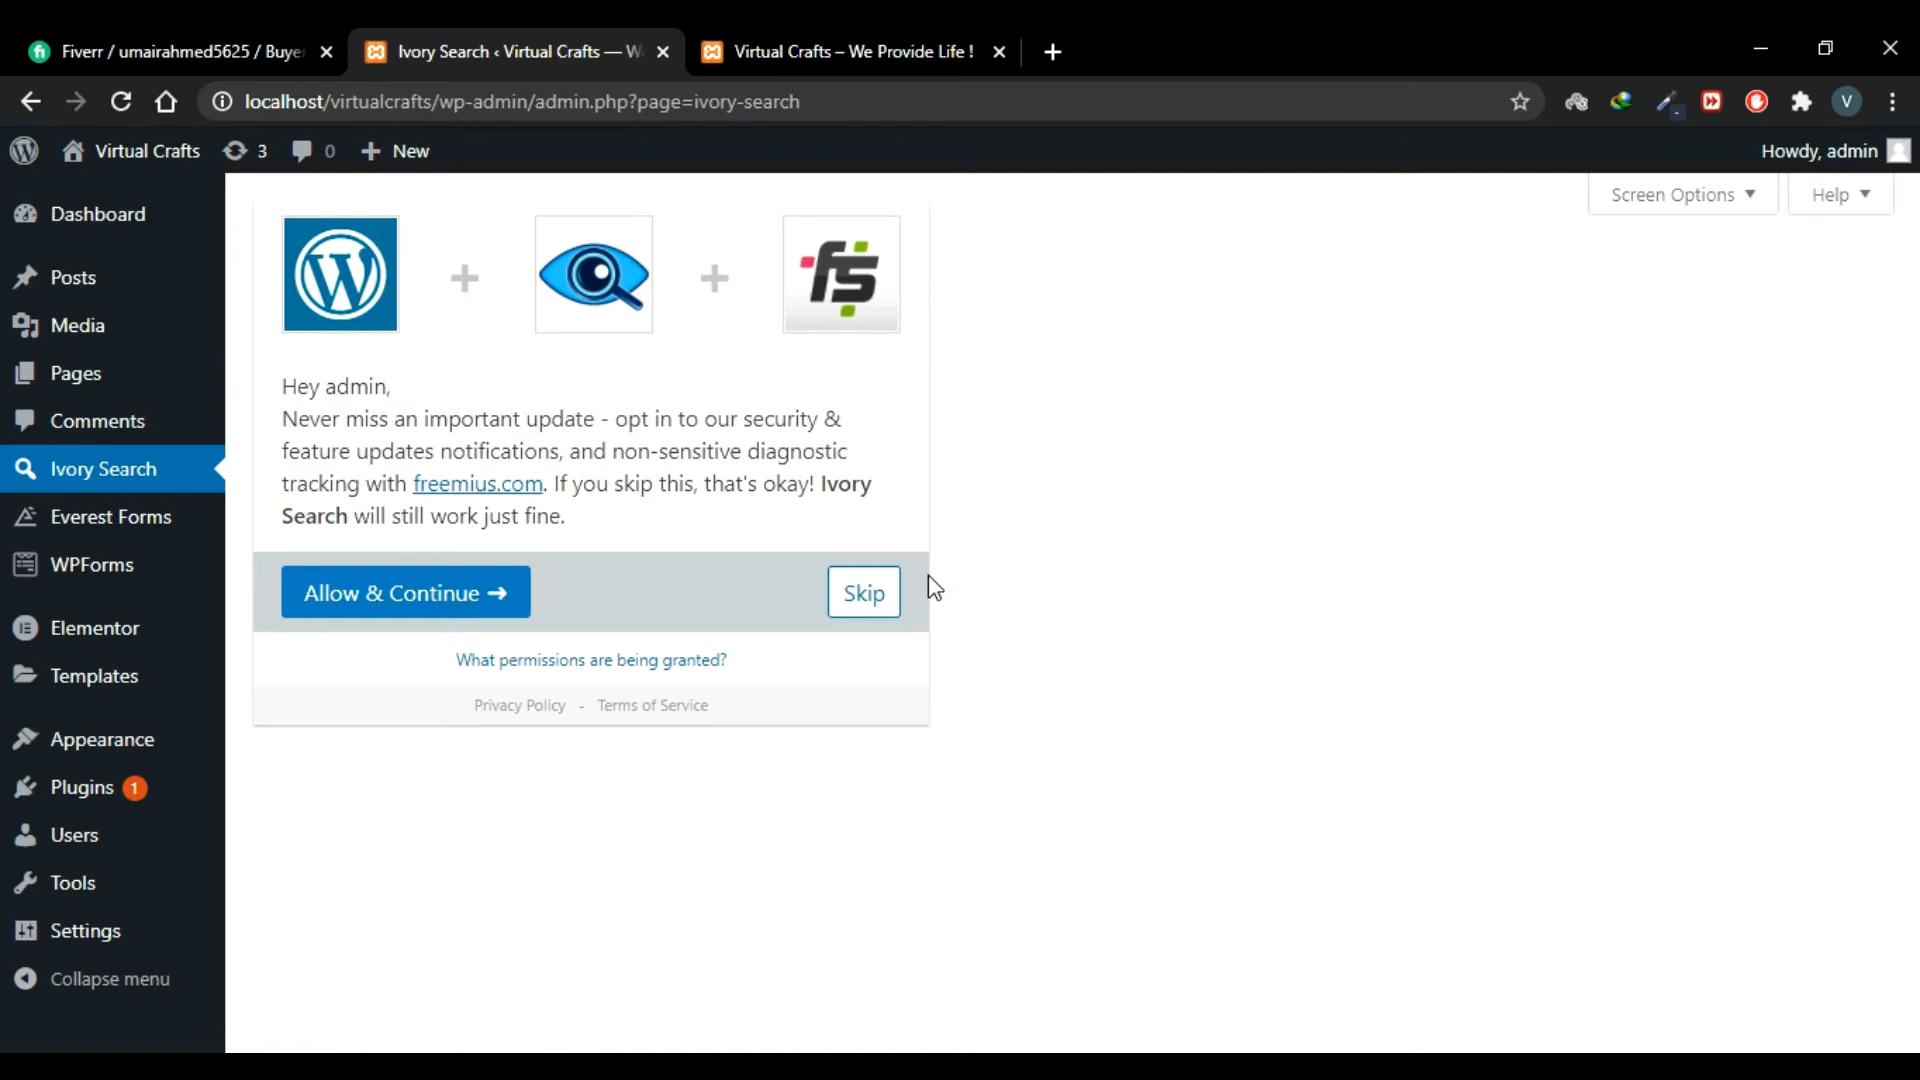 Fiverr / umairahmed5625 / Buye
Ivory Search ‹ Virtual Crafts — W
Virtual Crafts – We Provide Life !
localhost/virtualcrafts/wp-admin/admin.php?page=ivory-search
V
Virtual Crafts
3
0
New
Howdy, admin
Screen Options
Help
Dashboard
Posts
Media
Pages
Comments
Ivory Search
Everest Forms
WPForms
Elementor
Templates
Appearance
Plugins 1
Users
Tools
Settings
Collapse menu
fs
Hey admin,
Never miss an important update - opt in to our security &
feature updates notifications, and non-sensitive diagnostic
tracking with freemius.com. If you skip this, that's okay! Ivory
Search will still work just fine.
Allow & Continue ➔
Skip
What permissions are being granted?
Privacy Policy - Terms of Service